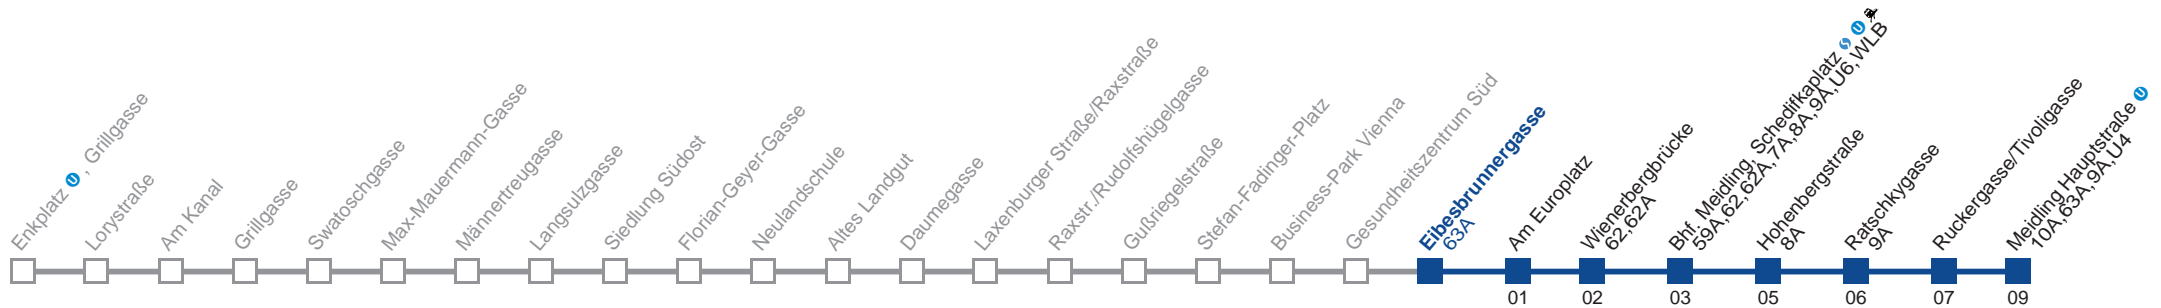 Enkplatz U , Grillgasse
Lorystraße
Am Kanal
Grillgasse
Swatoschgasse
Max-Mauermann-Gasse
Männertreugasse
Langsulzgasse
Siedlung Südost
Florian-Geyer-Gasse
Neulandschule
Altes Landgut
Daumegasse
Laxenburger Straße/Raxstraße
Raxstr./Rudolfshügelgasse
Gußriegelstraße
Stefan-Fadinger-Platz
Business-Park Vienna
Gesundheitszentrum Süd
Eibesbrunnergasse
63A
Am Europlatz
01
Wienerbergbrücke
62,62A
02
Bhf. Meidling, Schedifkaplatz S U
59A,62,62A,7A,8A,9A,U6,WLB
03
Hohenbergstraße
8A
05
Ratschkygasse
9A
06
Ruckergasse/Tivoligasse
07
Meidling Hauptstraße U
10A,63A,9A,U4
09